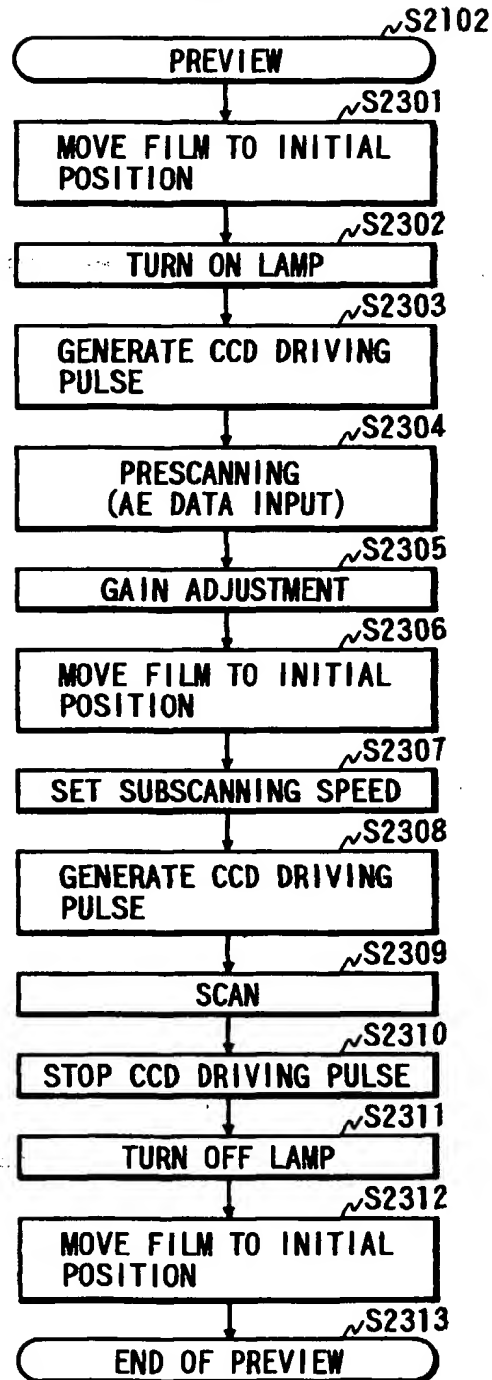 S2102
PREVIEW
S2301
MOVE FILM TO INITIAL
POSITION
S2302
TURN ON LAMP
S2303
GENERATE CCD DRIVING
PULSE
S2304
PRESCANNING
(AE DATA INPUT)
S2305
GAIN ADJUSTMENT
S2306
MOVE FILM TO INITIAL
POSITION
S2307
SET SUBSCANNING SPEED
S2308
GENERATE CCD DRIVING
PULSE
S2309
SCAN
S2310
STOP CCD DRIVING PULSE
S2311
TURN OFF LAMP
S2312
MOVE FILM TO INITIAL
POSITION
S2313
END OF PREVIEW